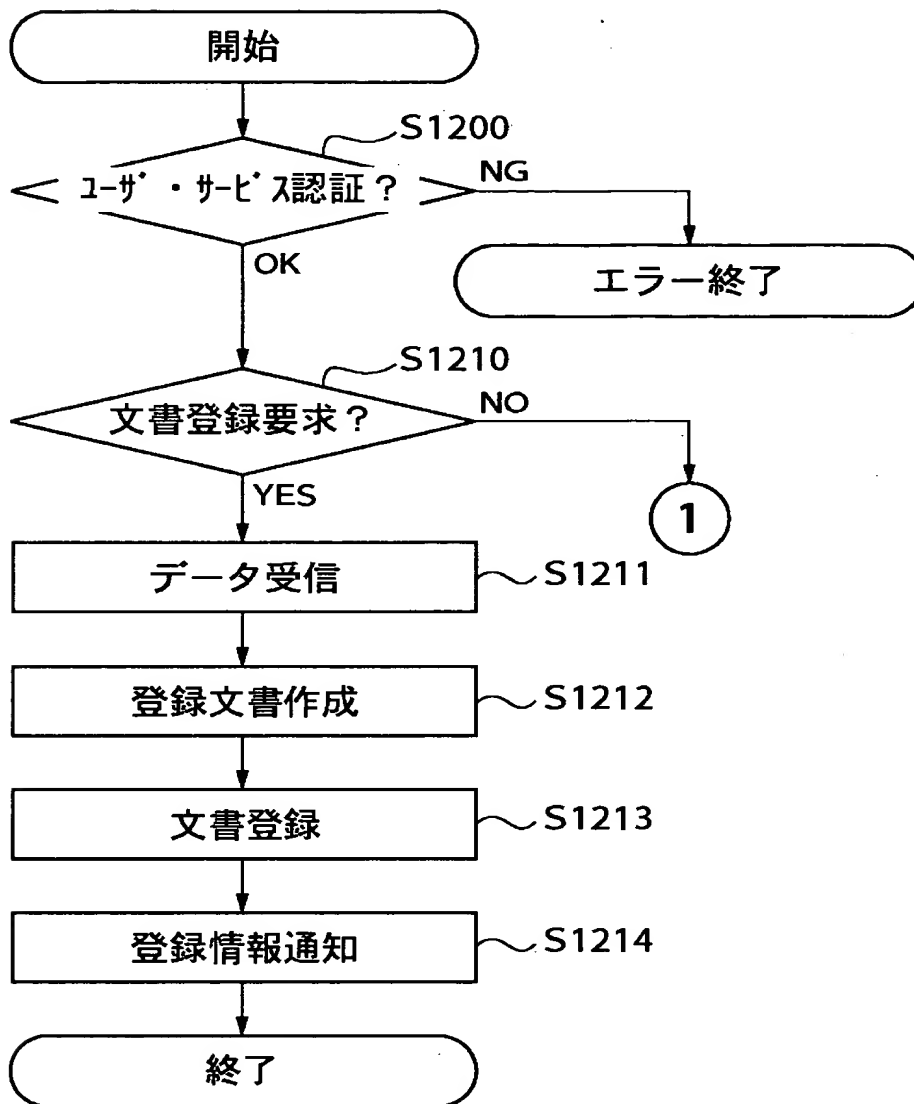 開始
S1200
ユーザ・サービス認証?
NG
OK
エラー終了
S1210
文書登録要求?
NO
YES
1
データ受信
S1211
登録文書作成
S1212
文書登録
S1213
登録情報通知
S1214
終了